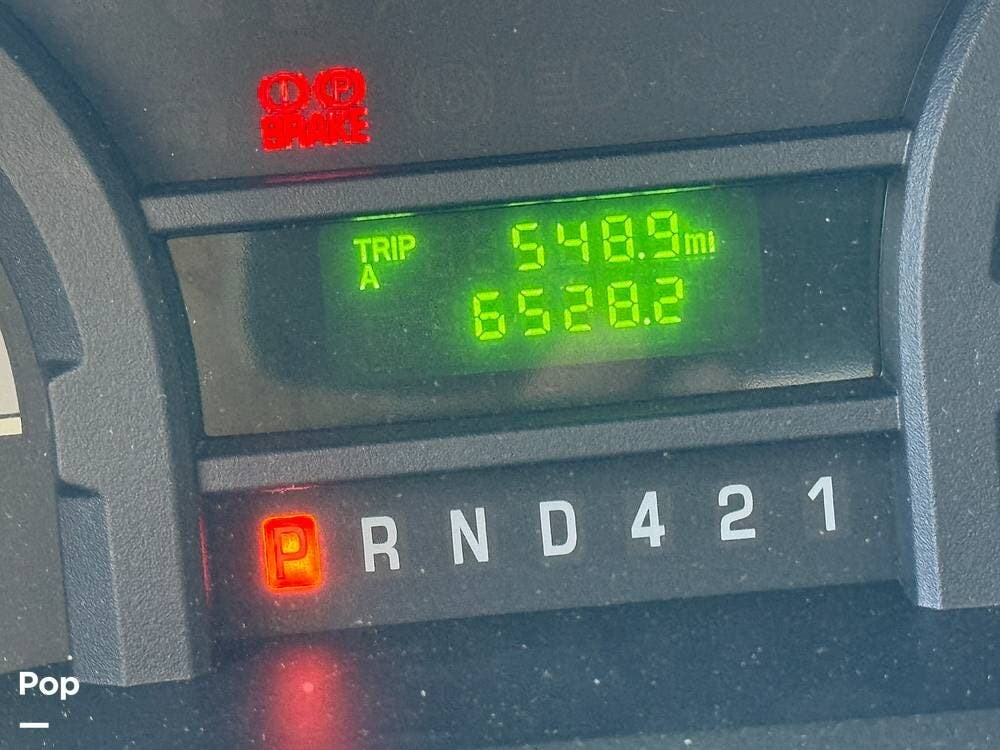 ! P
BRAKE
TRIP 548.9 mi
A
6528.2
P R N D 4 2 1
Pop